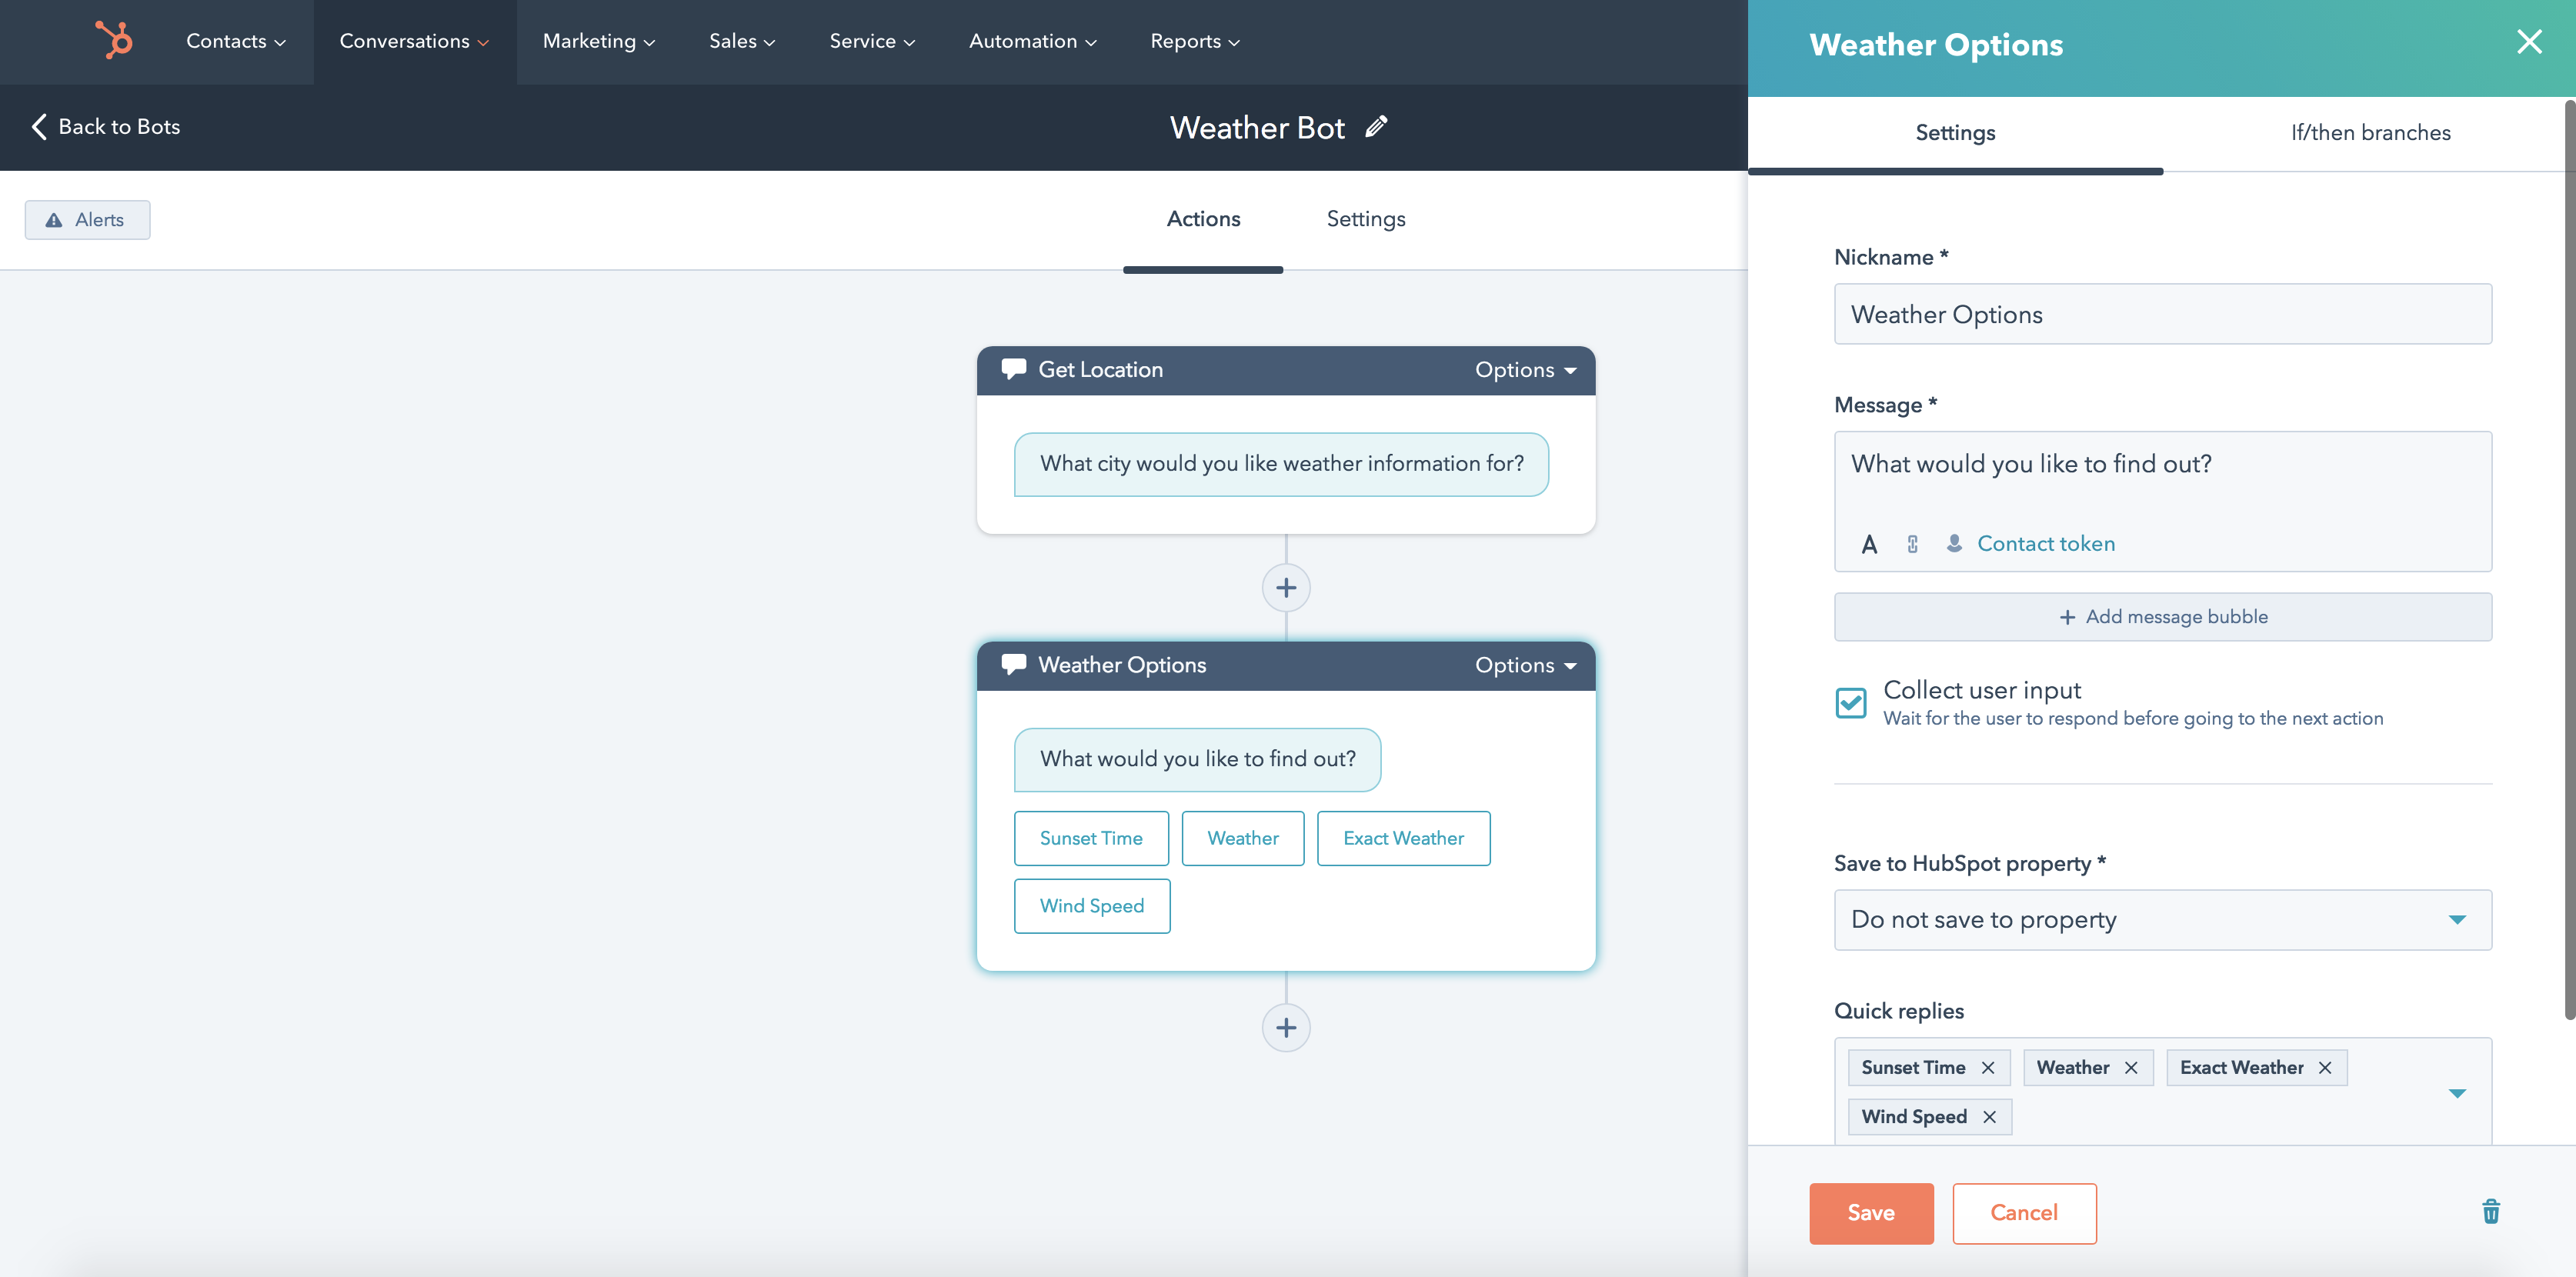 Contacts
Conversations
Marketing
Sales
Service
Automation
Reports
Back to Bots
Weather Bot
Alerts
Actions
Settings
Get Location
Options
What city would you like weather information for?
Weather Options
Options
What would you like to find out?
Sunset Time
Weather
Exact Weather
Wind Speed
Weather Options
Settings
If/then branches
Nickname *
Weather Options
Message *
What would you like to find out?
A
Contact token
+ Add message bubble
Collect user input
Wait for the user to respond before going to the next action
Save to HubSpot property *
Do not save to property
Quick replies
Sunset Time
Weather
Exact Weather
Wind Speed
Save
Cancel